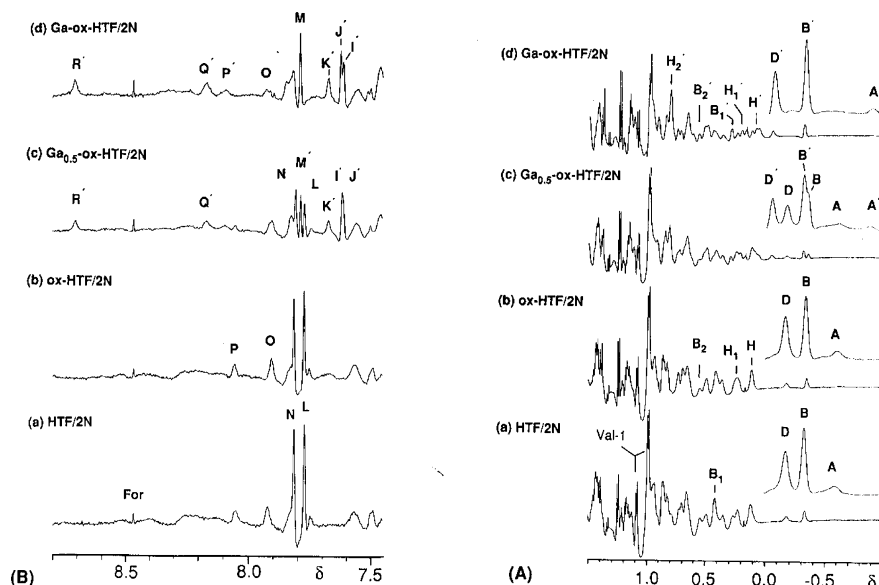 (d) Ga-ox-HTF/2N
R´ Q´ P´ O´ M K´ J´ I´
(c) Ga0.5-ox-HTF/2N
R´ Q´ N M´ L K´ I´ J´
(b) ox-HTF/2N
P O
(a) HTF/2N
For N L
8.5 8.0 δ 7.5
(B)
(d) Ga-ox-HTF/2N
H2´ B2´ B1´ H1´ H´ D´ B´ A´
(c) Ga0.5-ox-HTF/2N
D´ D B´ B A A´
(b) ox-HTF/2N
B2 H1 H D B A
(a) HTF/2N
Val-1 B1 D B A
1.0 0.5 0.0 -0.5
δ
(A)